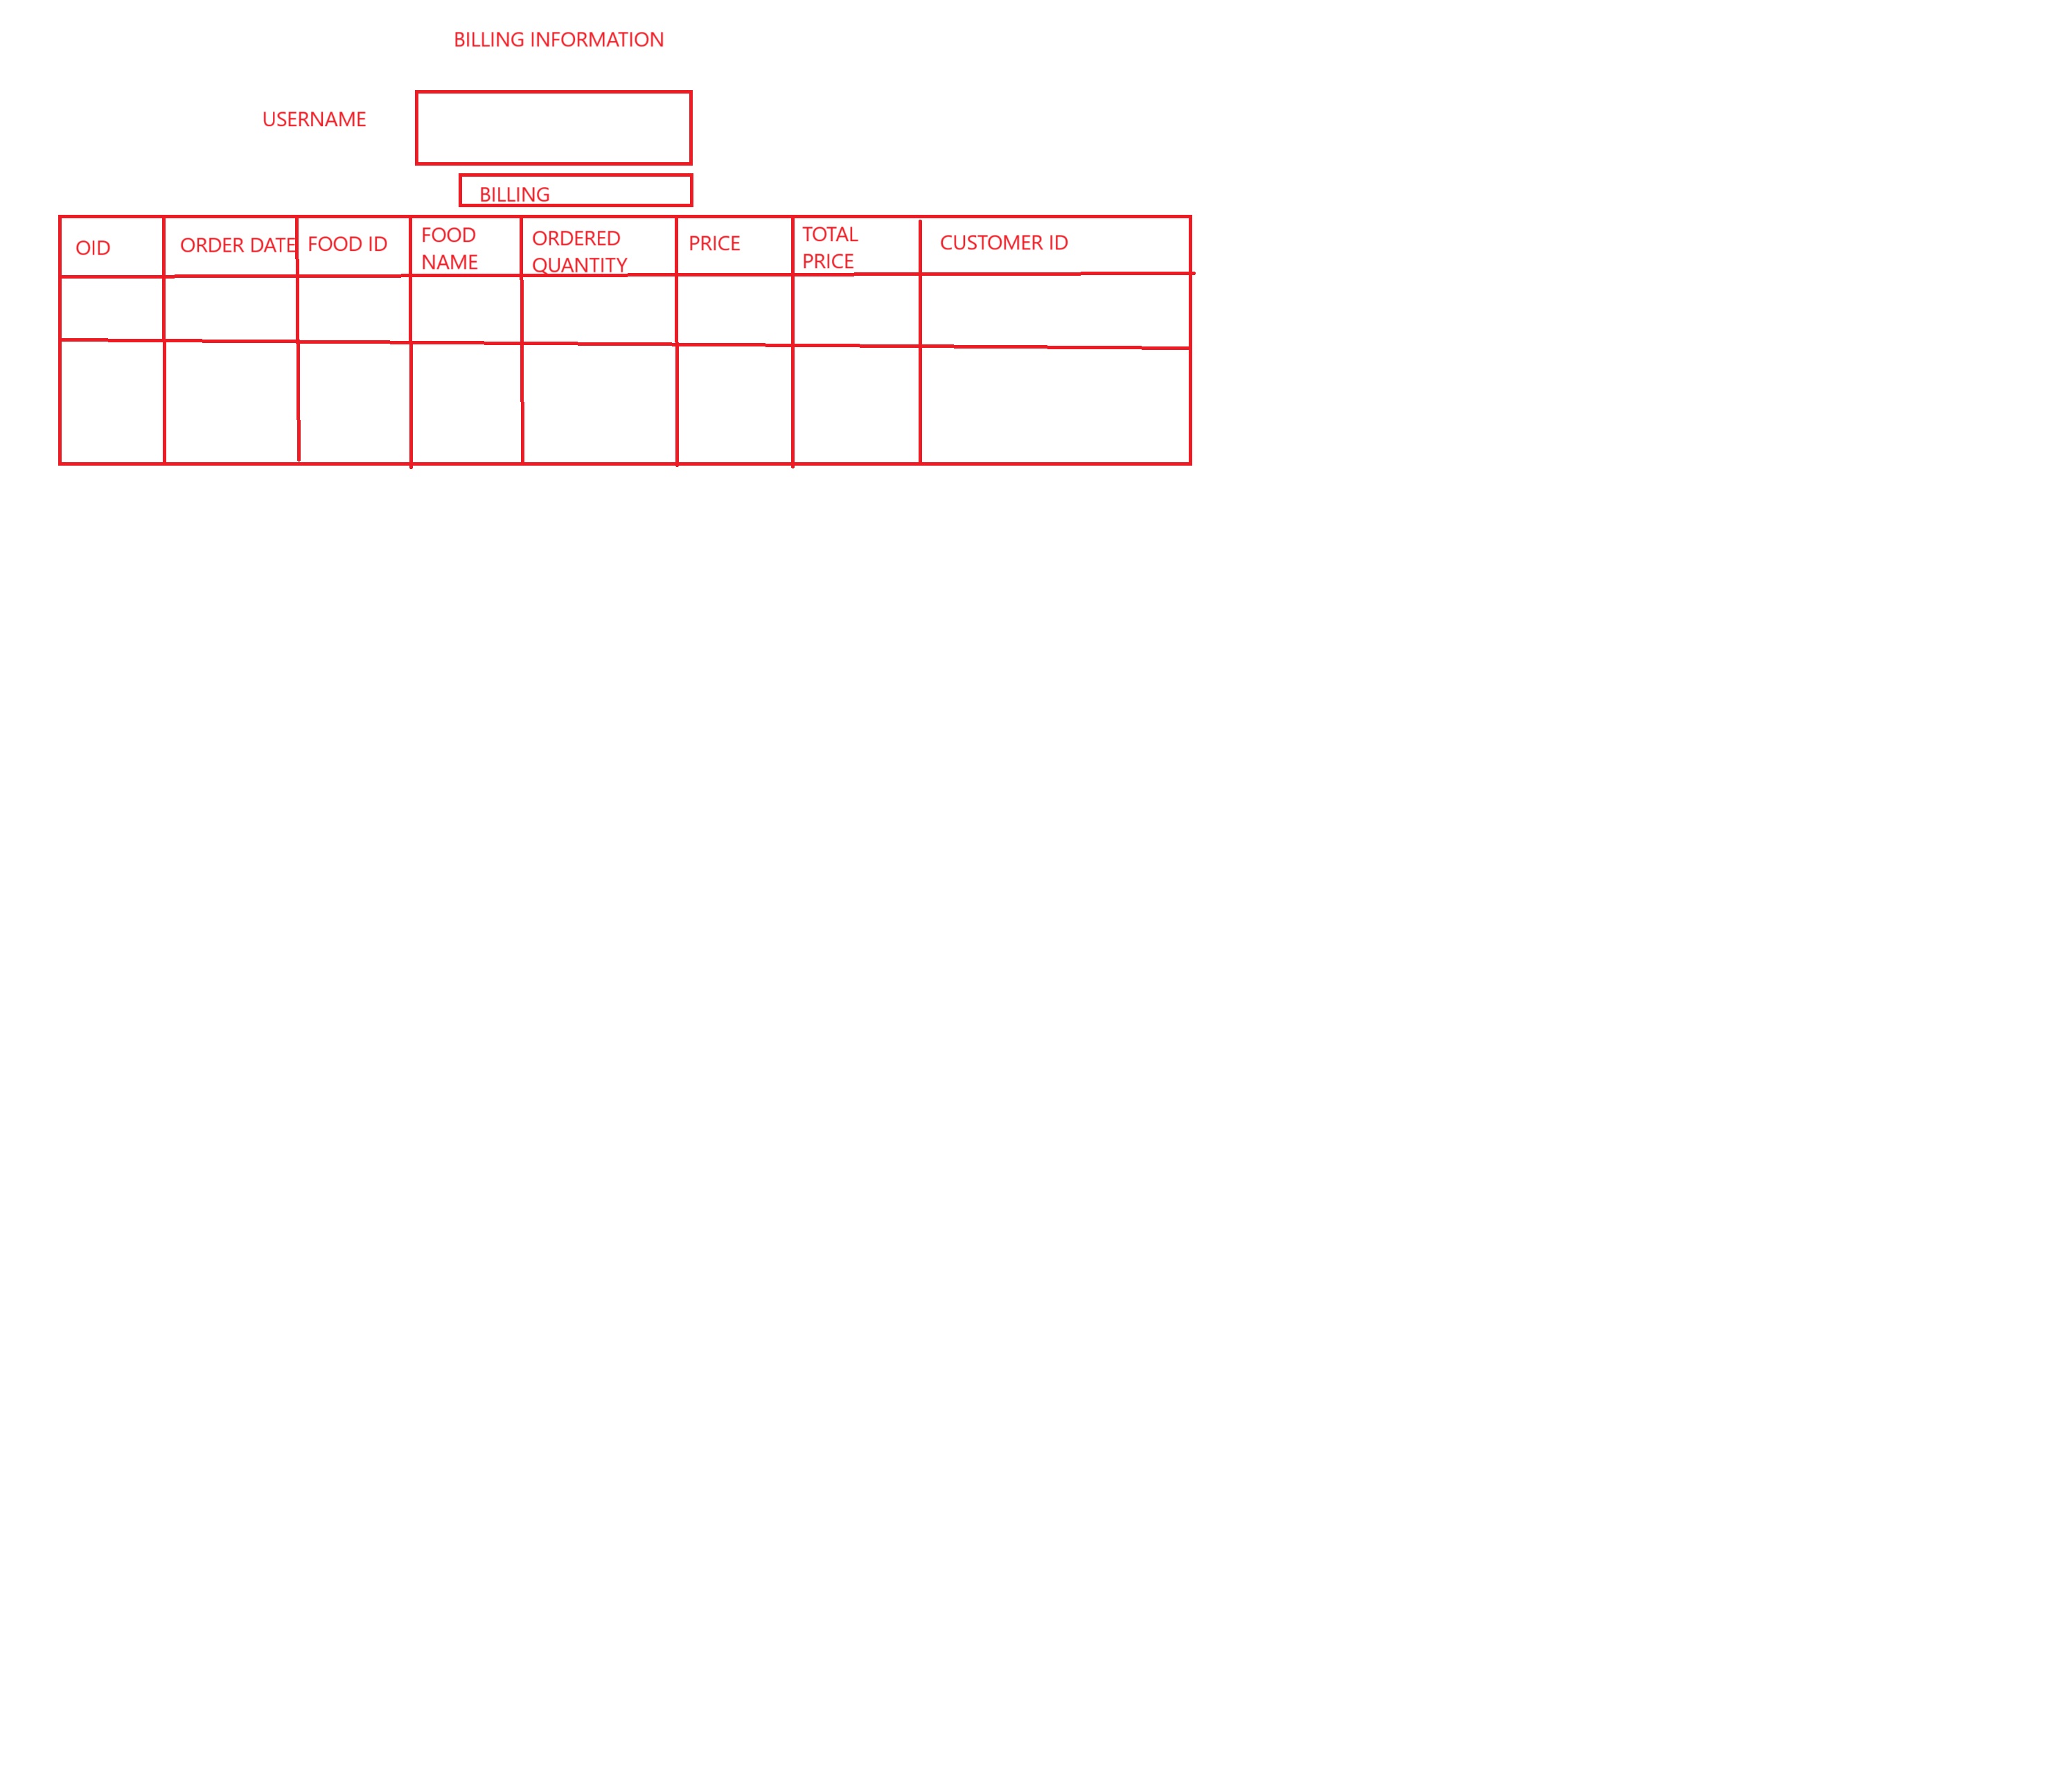 BILLING INFORMATION
USERNAME
BILLING
OID
ORDER DATE
FOOD ID
FOOD
NAME
ORDERED
QUANTITY
PRICE
TOTAL
PRICE
CUSTOMER ID